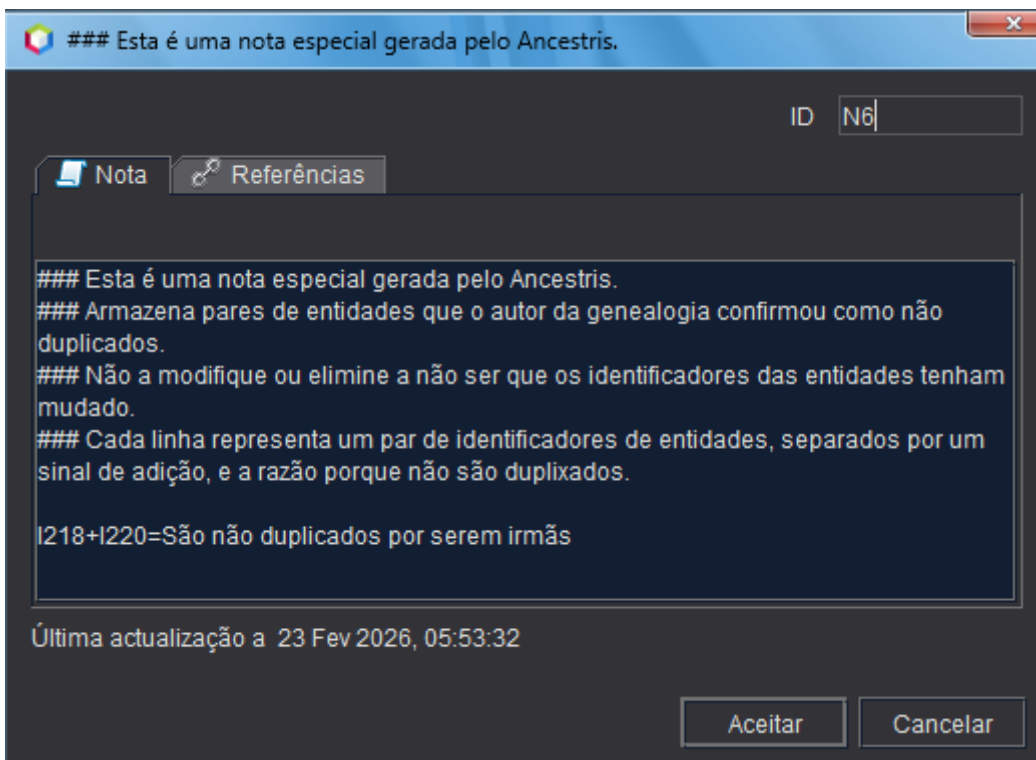 ### Esta é uma nota especial gerada pelo Ancestris.
ID N6
Nota Referências
### Esta é uma nota especial gerada pelo Ancestris.
### Armazena pares de entidades que o autor da genealogia confirmou como não
duplicados.
### Não a modifique ou elimine a não ser que os identificadores das entidades tenham
mudado.
### Cada linha representa um par de identificadores de entidades, separados por um
sinal de adição, e a razão porque não são duplixados.
I218+I220=São não duplicados por serem irmãs
Última actualização a 23 Fev 2026, 05:53:32
Aceitar Cancelar